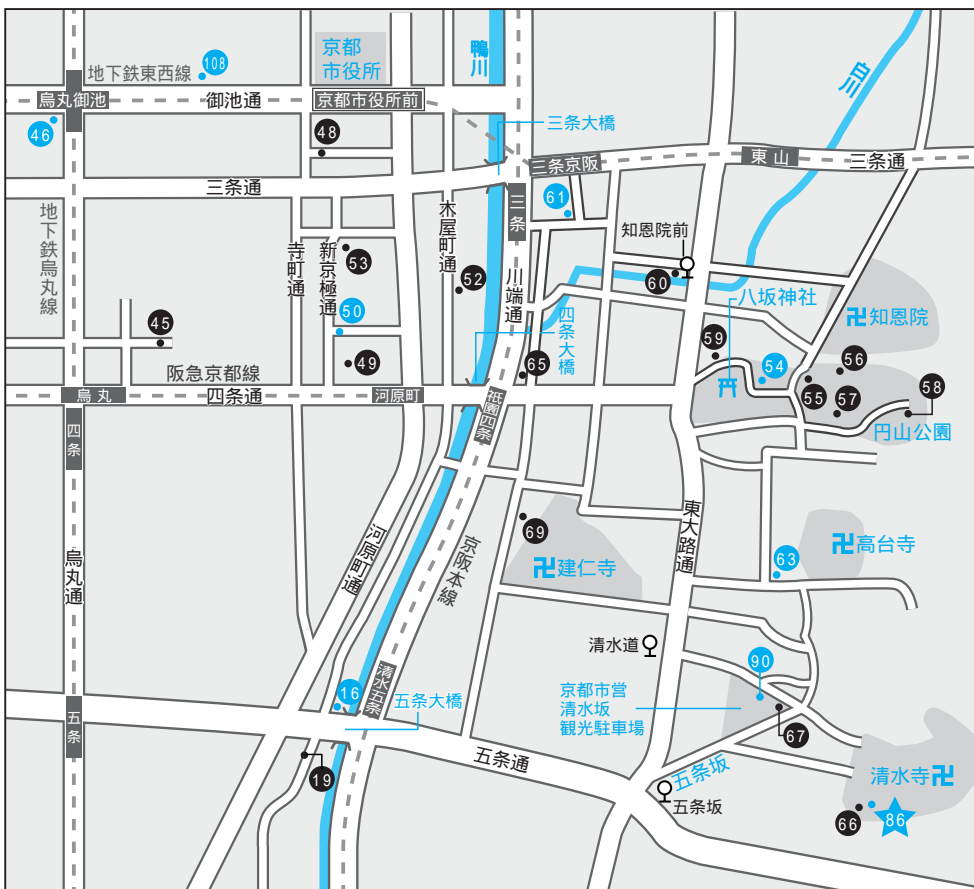 108
京都
市役所
鴨
川
白川
地下鉄東西線
烏丸御池
御池通
京都市役所前
46
48
三条大橋
三条京阪
東山
三条通
三条通
61
三条
地下鉄烏丸線
寺町通
新京極通
53
木屋町通
52
川端通
知恩院前
60
八坂神社
卍知恩院
50
四条大橋
45
49
65
59
54
56
55
57
58
阪急京都線
烏丸
四条通
河原町
祇園四条
円山公園
四条
東大路通
69
卍建仁寺
卍高台寺
63
烏丸通
河原町通
京阪本線
清水道
90
京都市営
清水坂
観光駐車場
67
16
清水五条
五条大橋
五条
19
五条通
五条坂
五条坂
清水寺卍
66
86